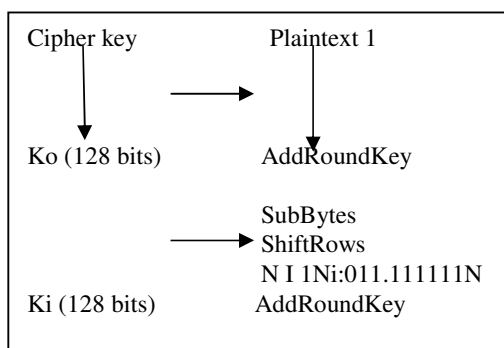 Cipher key Plaintext 1
Ko (128 bits) AddRoundKey
SubBytes
ShiftRows
N I 1Ni:011.111111N
Ki (128 bits) AddRoundKey